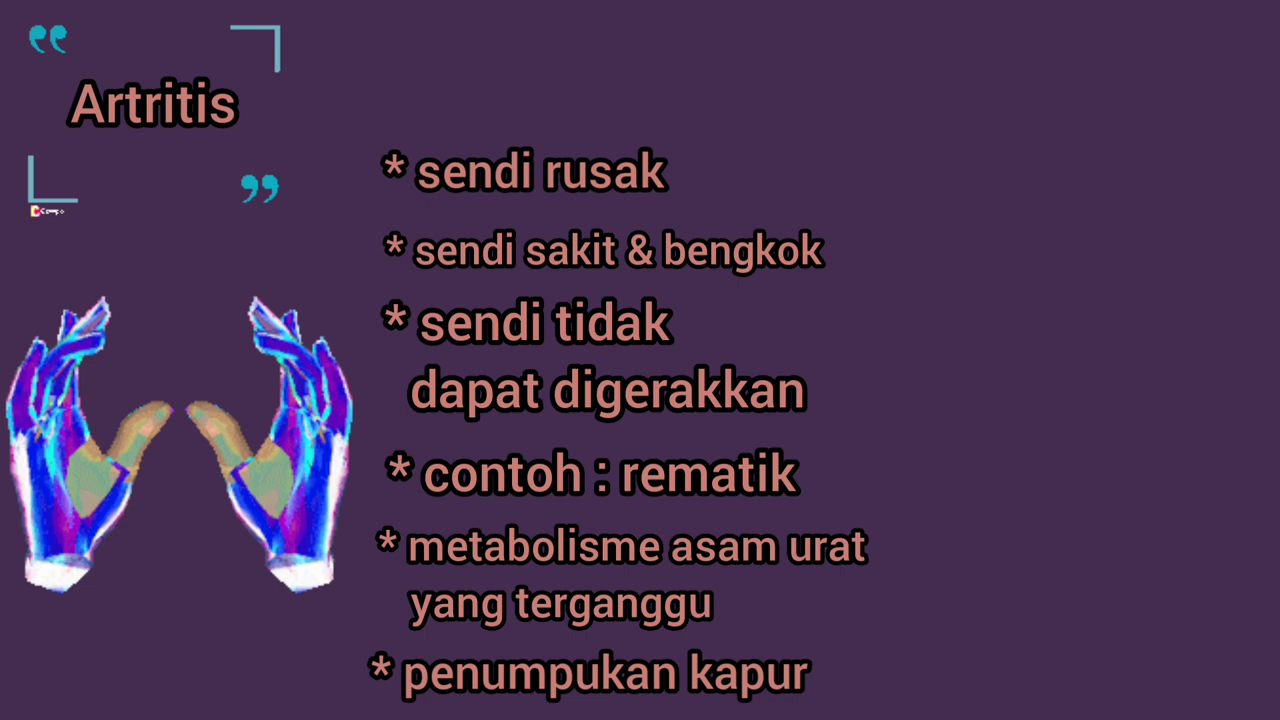 Artritis
* sendi rusak
* sendi sakit & bengkok
* sendi tidak
dapat digerakkan
* contoh : rematik
* metabolisme asam urat
yang terganggu
* penumpukan kapur